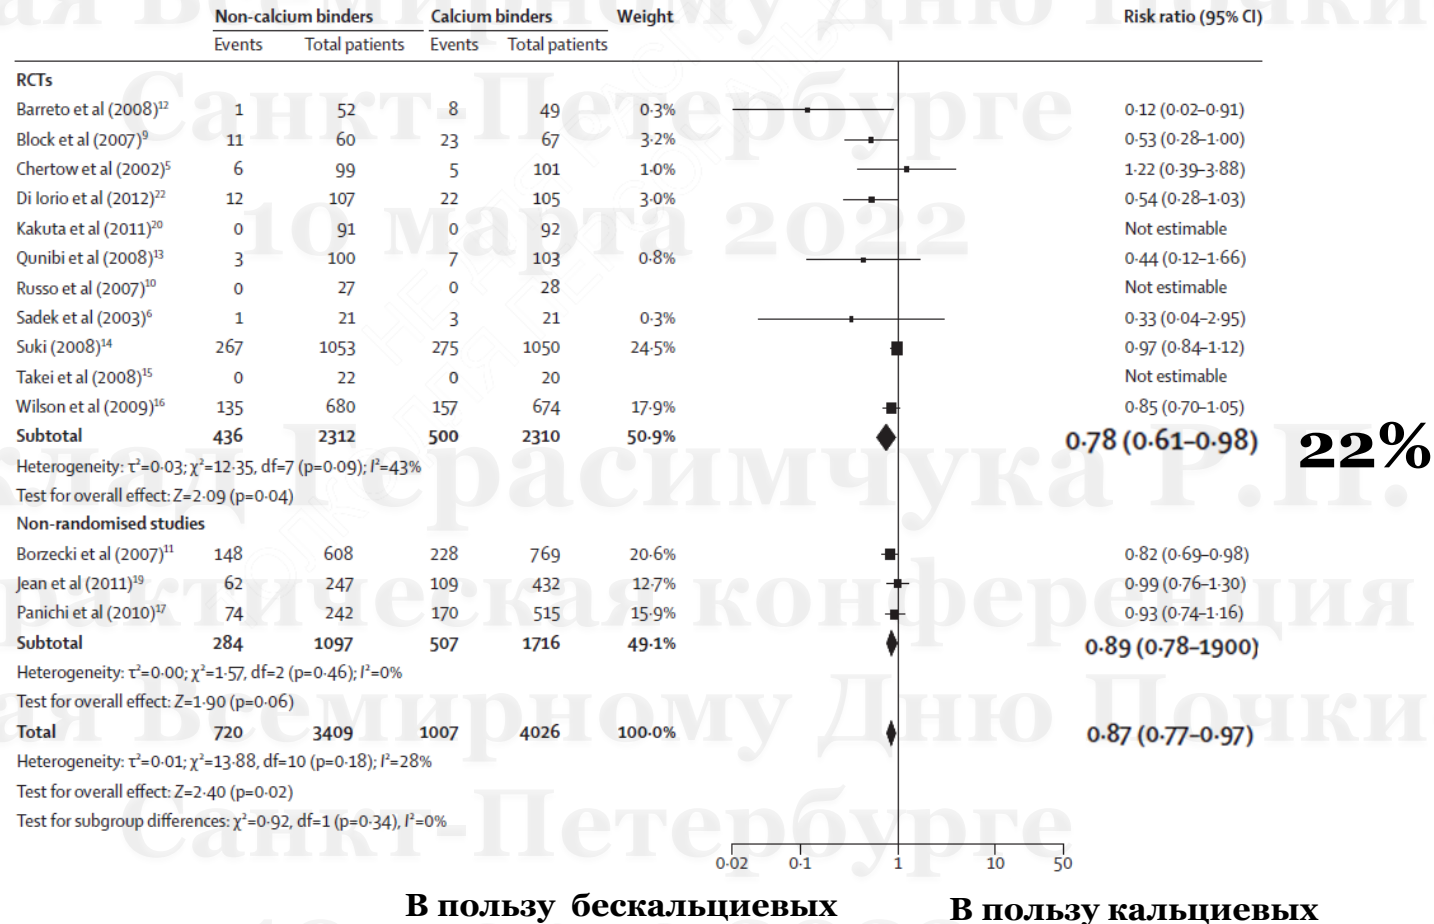 Non-calcium binders Calcium binders Weight Risk ratio (95% CI)
Events Total patients Events Total patients
RCTs
Barreto et al (2008)¹² 1 52 8 49 0·3% 0·12 (0·02–0·91)
Block et al (2007)⁹ 11 60 23 67 3·2% 0·53 (0·28–1·00)
Chertow et al (2002)⁵ 6 99 5 101 1·0% 1·22 (0·39–3·88)
Di Iorio et al (2012)²² 12 107 22 105 3·0% 0·54 (0·28–1·03)
Kakuta et al (2011)²⁰ 0 91 0 92 Not estimable
Qunibi et al (2008)¹³ 3 100 7 103 0·8% 0·44 (0·12–1·66)
Russo et al (2007)¹⁰ 0 27 0 28 Not estimable
Sadek et al (2003)⁶ 1 21 3 21 0·3% 0·33 (0·04–2·95)
Suki (2008)¹⁴ 267 1053 275 1050 24·5% 0·97 (0·84–1·12)
Takei et al (2008)¹⁵ 0 22 0 20 Not estimable
Wilson et al (2009)¹⁶ 135 680 157 674 17·9% 0·85 (0·70–1·05)
Subtotal 436 2312 500 2310 50·9% 0·78 (0·61–0·98) 22%
Heterogeneity: τ²=0·03; χ²=12·35, df=7 (p=0·09); I²=43%
Test for overall effect: Z=2·09 (p=0·04)
Non-randomised studies
Borzecki et al (2007)¹¹ 148 608 228 769 20·6% 0·82 (0·69–0·98)
Jean et al (2011)¹⁹ 62 247 109 432 12·7% 0·99 (0·76–1·30)
Panichi et al (2010)¹⁷ 74 242 170 515 15·9% 0·93 (0·74–1·16)
Subtotal 284 1097 507 1716 49·1% 0·89 (0·78–1900)
Heterogeneity: τ²=0·00; χ²=1·57, df=2 (p=0·46); I²=0%
Test for overall effect: Z=1·90 (p=0·06)
Total 720 3409 1007 4026 100·0% 0·87 (0·77–0·97)
Heterogeneity: τ²=0·01; χ²=13·88, df=10 (p=0·18); I²=28%
Test for overall effect: Z=2·40 (p=0·02)
Test for subgroup differences: χ²=0·92, df=1 (p=0·34), I²=0%
0·02 0·1 1 10 50
В пользу бескальциевых В пользу кальциевых
ая Всемирному Дню Почки
Санкт-Петербурге
10 марта 2022
клад Герасимчука Р.П.
рактическая конференция
ая Всемирному Дню Почки
Санкт-Петербурге